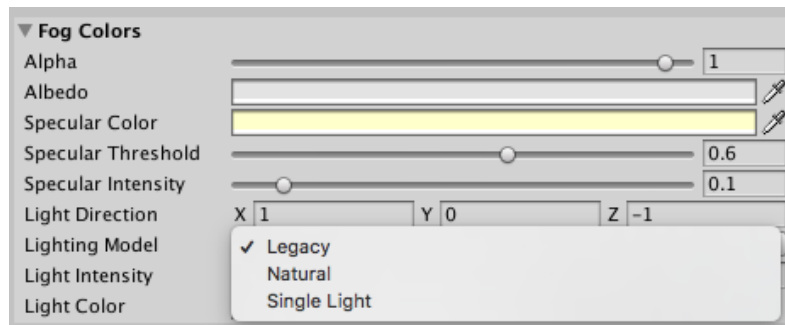 ▼ Fog Colors
Alpha 1
Albedo
Specular Color
Specular Threshold 0.6
Specular Intensity 0.1
Light Direction X 1 Y 0 Z -1
Lighting Model ✓ Legacy
Light Intensity Natural
Light Color Single Light